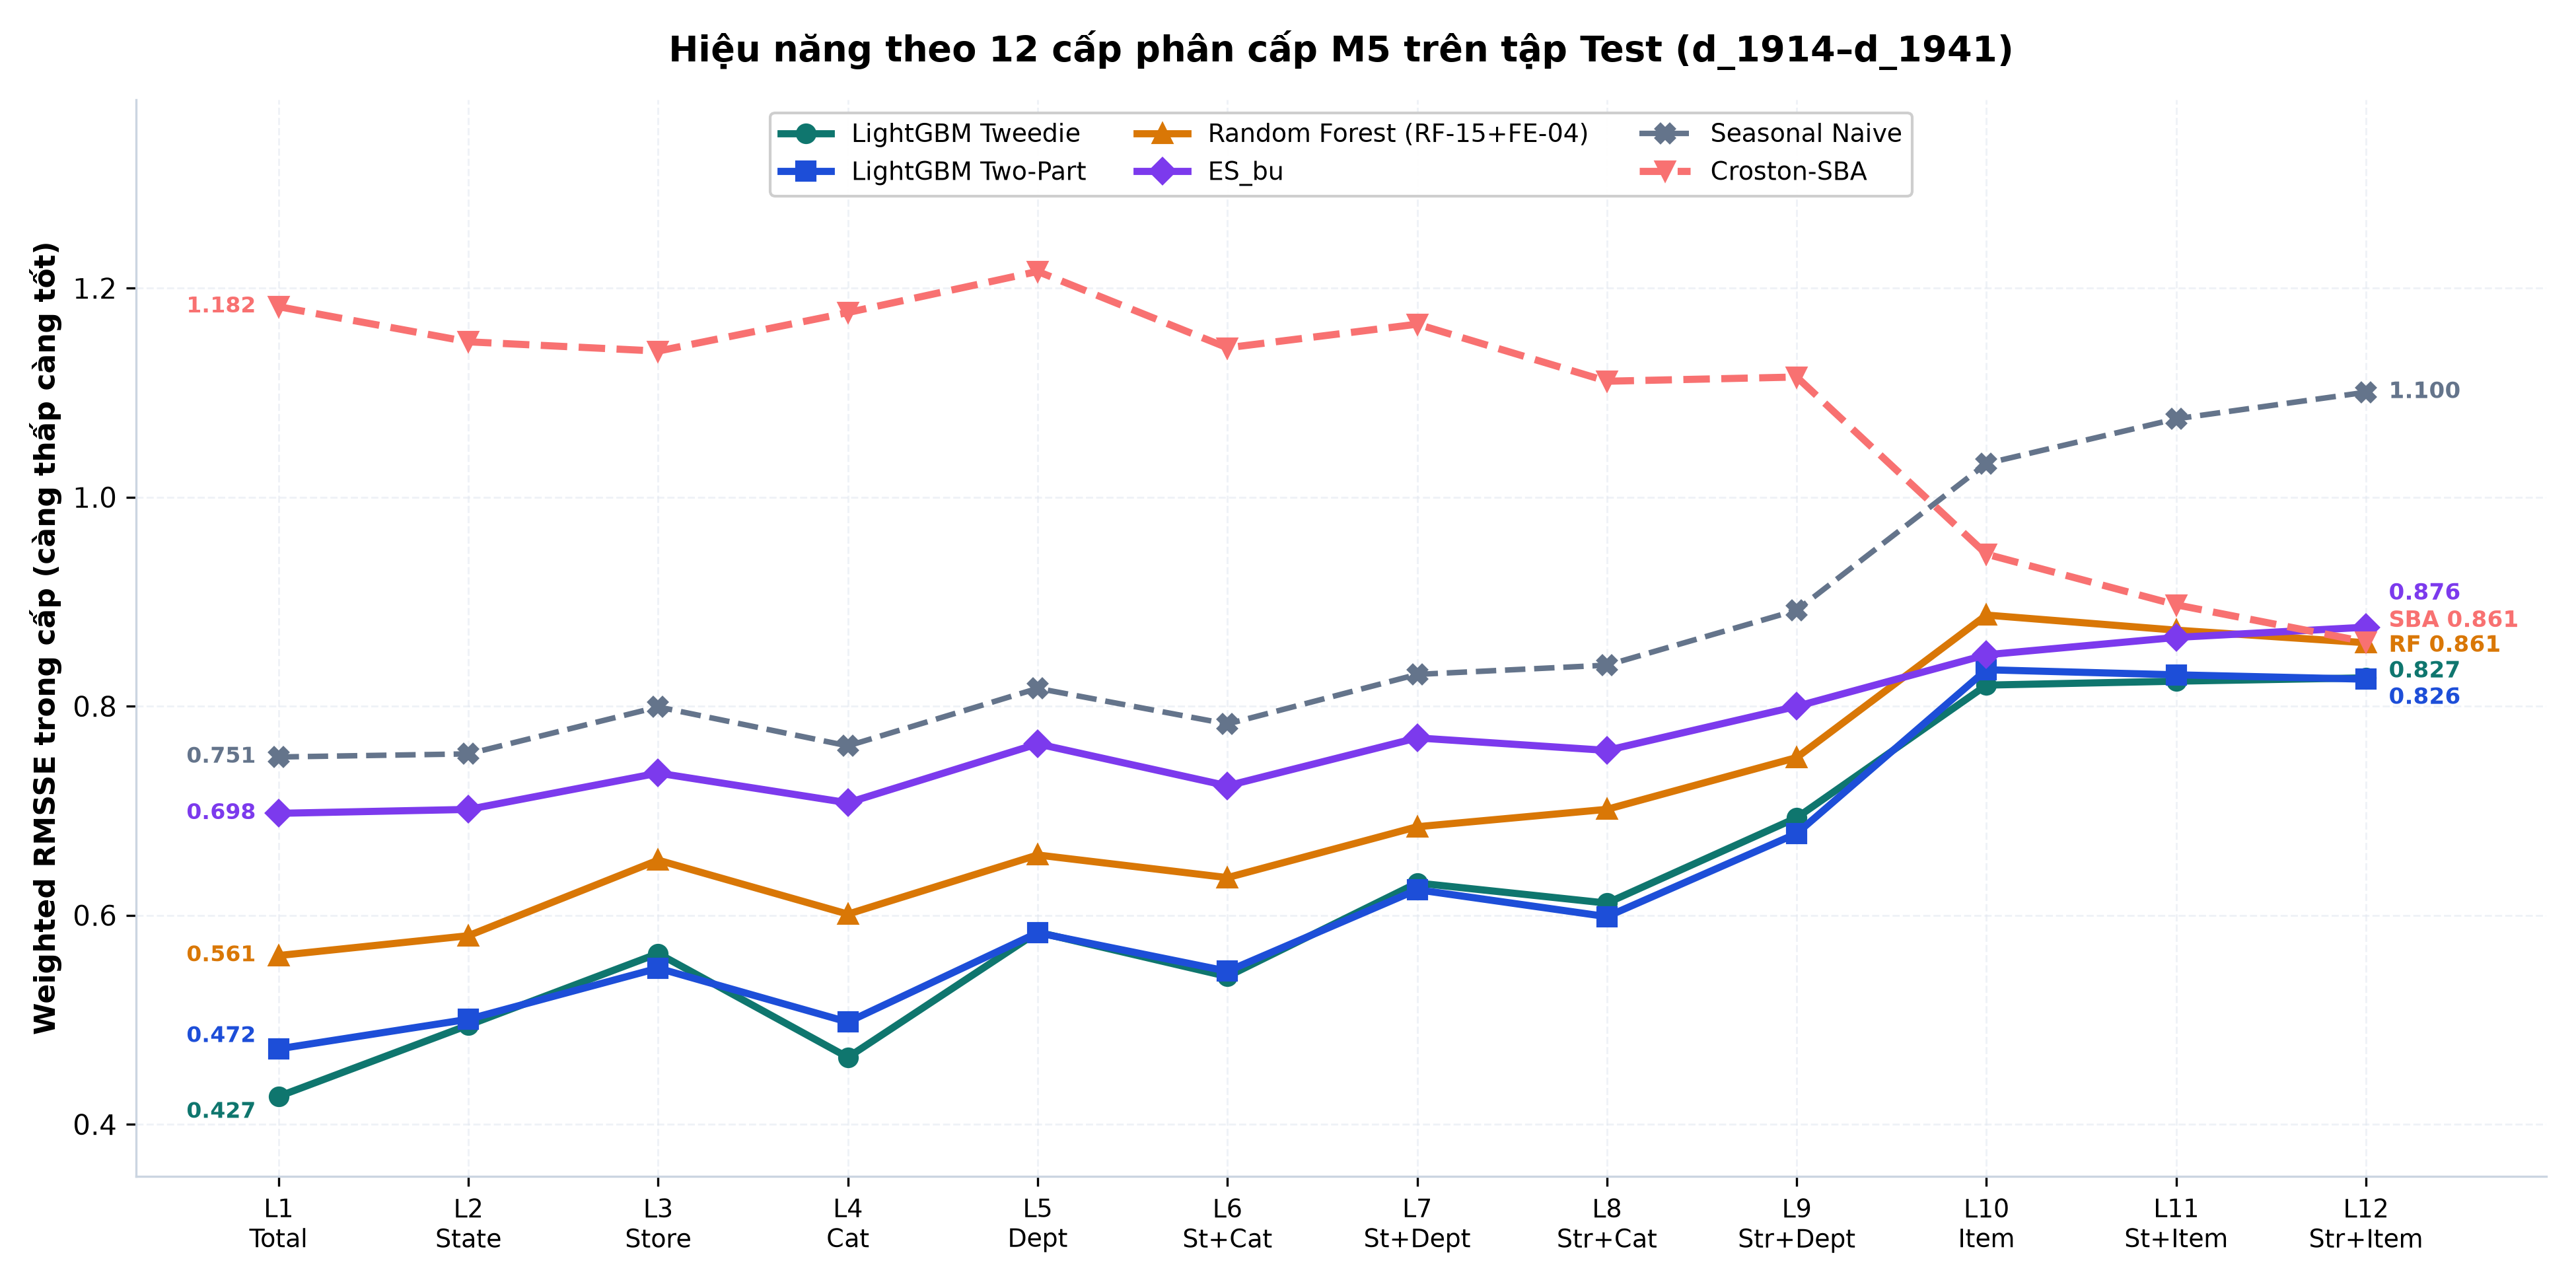 Hiệu năng theo 12 cấp phân cấp M5 trên tập Test (d_1914–d_1941)
LightGBM Tweedie
LightGBM Two-Part
Random Forest (RF-15+FE-04)
ES_bu
Seasonal Naive
Croston-SBA
Weighted RMSSE trong cấp (càng thấp càng tốt)
1.2
1.0
0.8
0.6
0.4
1.182
0.751
0.698
0.561
0.472
0.427
1.100
0.876
SBA 0.861
RF 0.861
0.827
0.826
L1
Total
L2
State
L3
Store
L4
Cat
L5
Dept
L6
St+Cat
L7
St+Dept
L8
Str+Cat
L9
Str+Dept
L10
Item
L11
St+Item
L12
Str+Item